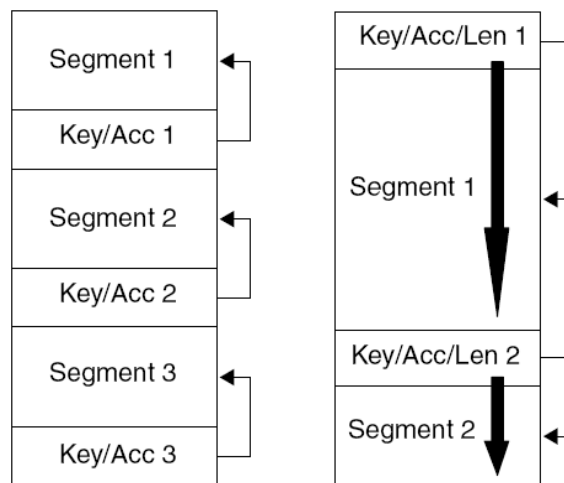 Segment 1
Key/Acc 1
Segment 2
Key/Acc 2
Segment 3
Key/Acc 3
Key/Acc/Len 1
Segment 1
Key/Acc/Len 2
Segment 2